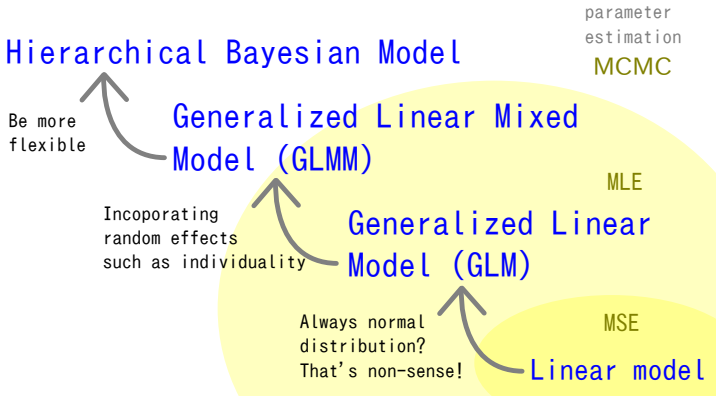 parameter
estimation
MCMC
Hierarchical Bayesian Model
Be more
flexible
Generalized Linear Mixed
Model (GLMM)
MLE
Incoporating
random effects
such as individuality
Generalized Linear
Model (GLM)
Always normal
distribution?
That's non-sense!
MSE
Linear model